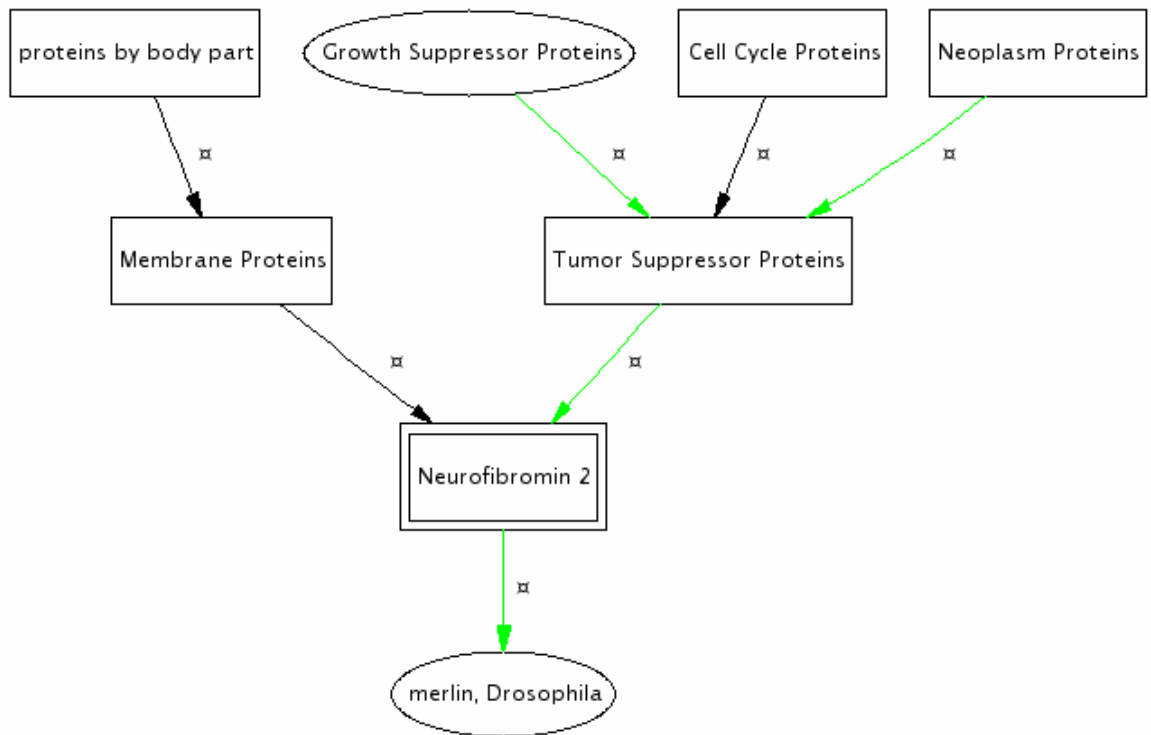 proteins by body part
Growth Suppressor Proteins
Cell Cycle Proteins
Neoplasm Proteins
¤
¤
¤
¤
Membrane Proteins
Tumor Suppressor Proteins
¤
¤
Neurofibromin 2
¤
merlin, Drosophila